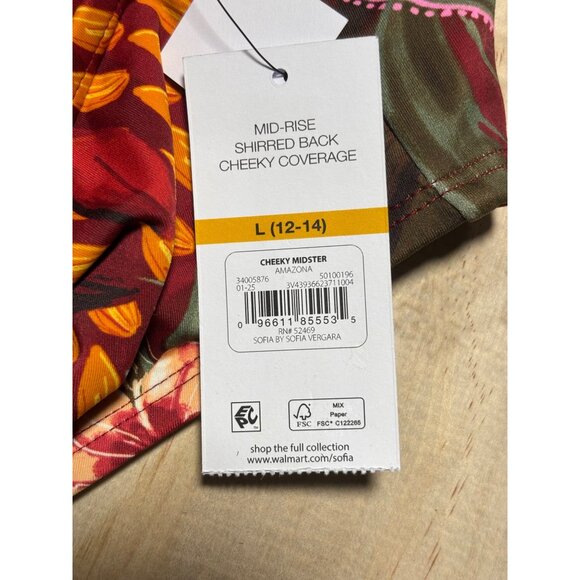 MID-RISE
SHIRRED BACK
CHEEKY COVERAGE
L (12-14)
CHEEKY MIDSTER
AMAZONA
34005876 50100196
01-25 3V43936623711004
0 96611 85553 5
RN# 52469
SOFIA BY SOFIA VERGARA
EPC
FSC
MIX
Paper
FSC® C122265
shop the full collection
www.walmart.com/sofia